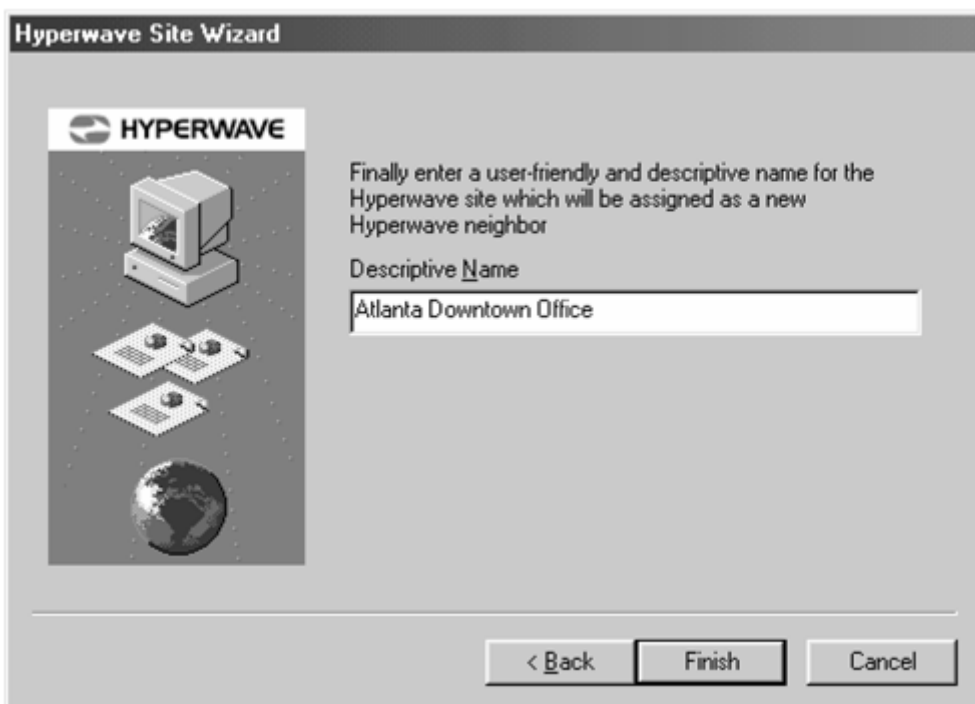 Hyperwave Site Wizard
HYPERWAVE
Finally enter a user-friendly and descriptive name for the
Hyperwave site which will be assigned as a new
Hyperwave neighbor
Descriptive Name
Atlanta Downtown Office
< Back
Finish
Cancel